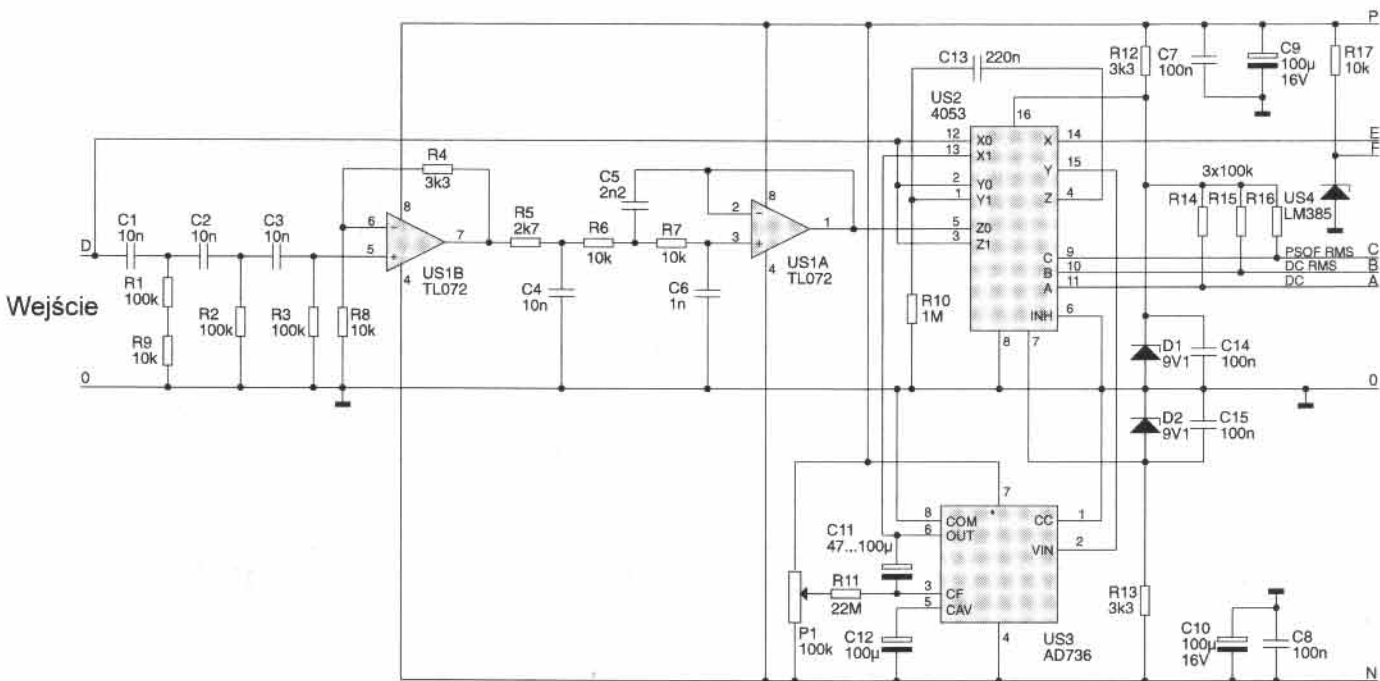 P
R12
3k3
C7
100n
C9
100µ
16V
R17
10k
C13
220n
US2
4053
16
12
X0
X
14
E
13
X1
F
Y
15
2
Y0
1
Y1
Z
4
3x100k
R14
R15
R16
US4
LM385
5
Z0
3
Z1
C
9
PSOF RMS
C
B
10
DC RMS
B
A
11
DC
A
INH
6
8
7
R4
3k3
8
C5
2n2
8
C1
10n
C2
10n
C3
10n
6
−
7
R5
2k7
R6
10k
R7
10k
2
−
1
3
+
D
5
+
US1B
TL072
4
US1A
TL072
4
R1
100k
Wejście
R2
100k
R3
100k
R8
10k
C4
10n
C6
1n
R10
1M
R9
10k
D1
9V1
C14
100n
0
0
D2
9V1
C15
100n
7
8
COM
CC
1
6
OUT
VIN
2
C11
47...100µ
R11
22M
3
CF
5
CAV
P1
100k
C12
100µ
4
US3
AD736
R13
3k3
C10
100µ
16V
C8
100n
N